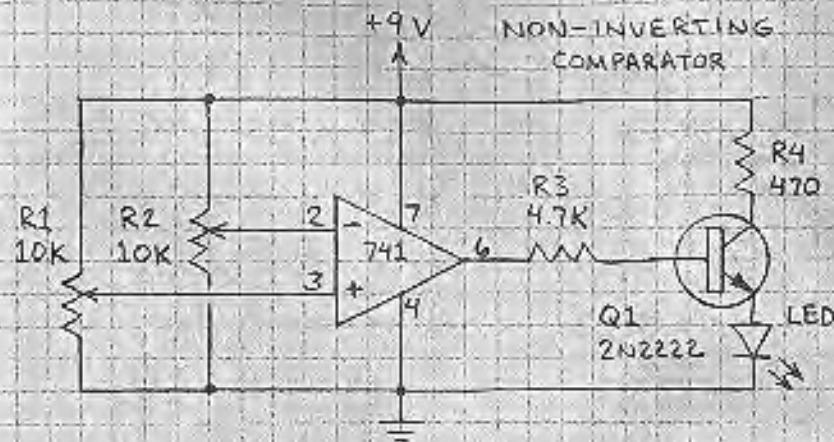 +9V
NON-INVERTING
COMPARATOR
R1
10K
R2
10K
2
-
3
+
741
7
6
4
R3
4.7K
R4
470
Q1
2N2222
LED